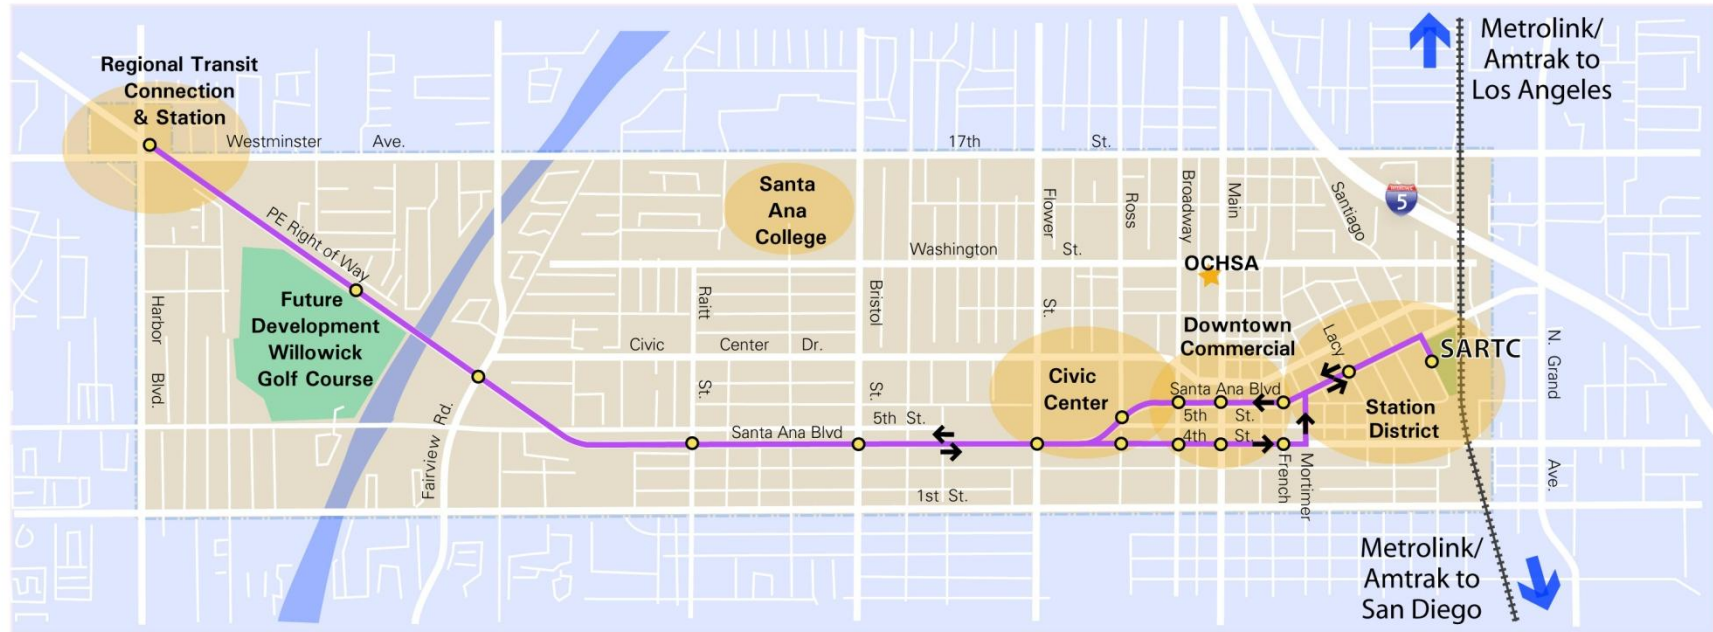 Regional Transit
Connection
& Station
Westminster Ave.
17th St.
Metrolink/
Amtrak to
Los Angeles
INTERSTATE
5
Santa
Ana
College
PE Right of Way
Future
Development
Willowick
Golf Course
Harbor Blvd.
Fairview Rd.
Raitt St.
Bristol St.
Flower St.
Ross
Broadway
Main
Santiago
Washington St.
OCHSA
Civic Center Dr.
Downtown
Commercial
Lacy
SARTC
N. Grand Ave.
Civic
Center
Santa Ana Blvd
5th St.
4th St.
5th St.
Santa Ana Blvd
Station
District
French
Mortimer
1st St.
Metrolink/
Amtrak to
San Diego